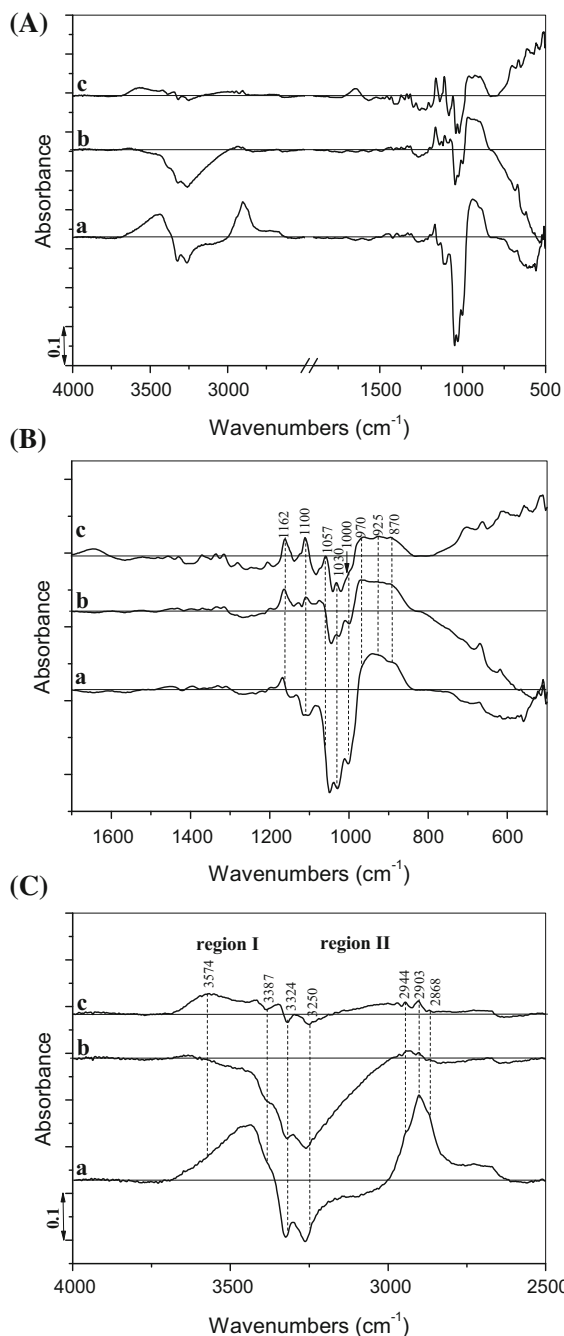 (A)
c
b
a
Absorbance
0.1
4000 3500 3000 1500 1000 500
Wavenumbers (cm-1)
(B)
1162 1100 1057 1030 1000 970 925 870
c
b
a
Absorbance
1600 1400 1200 1000 800 600
Wavenumbers (cm-1)
(C)
region I region II
3574 3387 3324 3250 2944 2903 2868
c
b
a
Absorbance
0.1
4000 3500 3000 2500
Wavenumbers (cm-1)